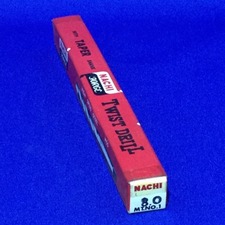 TAPER
NACHI
TWIST DRILL
NACHI
8.0
MTNO.1